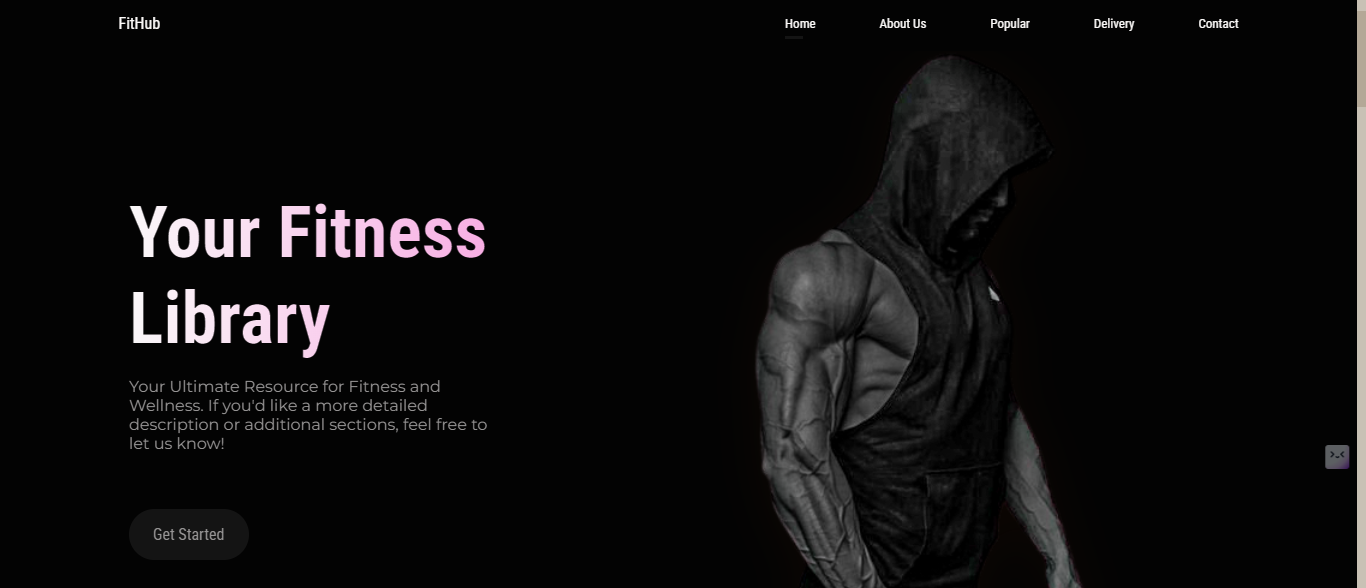 FitHub
Home
About Us
Popular
Delivery
Contact
Your Fitness
Library
Your Ultimate Resource for Fitness and
Wellness. If you'd like a more detailed
description or additional sections, feel free to
let us know!
Get Started